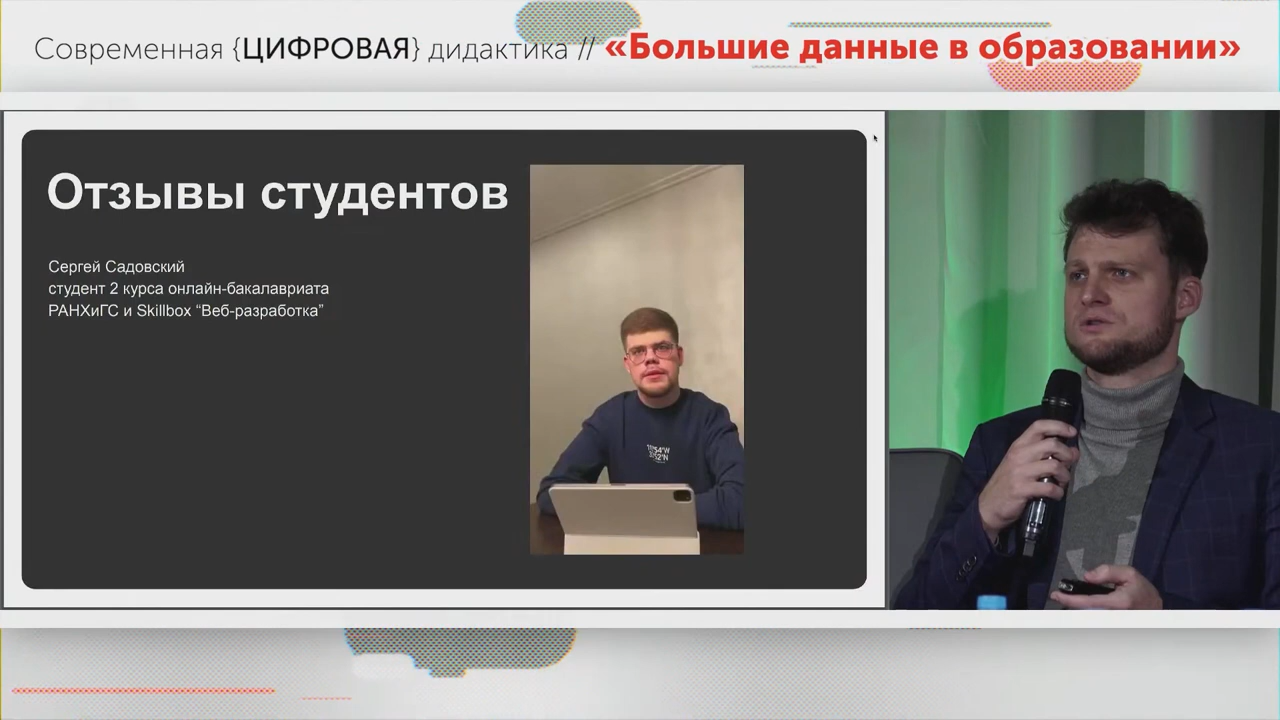 Современная {ЦИФРОВАЯ} дидактика // «Большие данные в образовании»
Отзывы студентов
Сергей Садовский
студент 2 курса онлайн-бакалавриата
РАНХиГС и Skillbox “Веб-разработка”